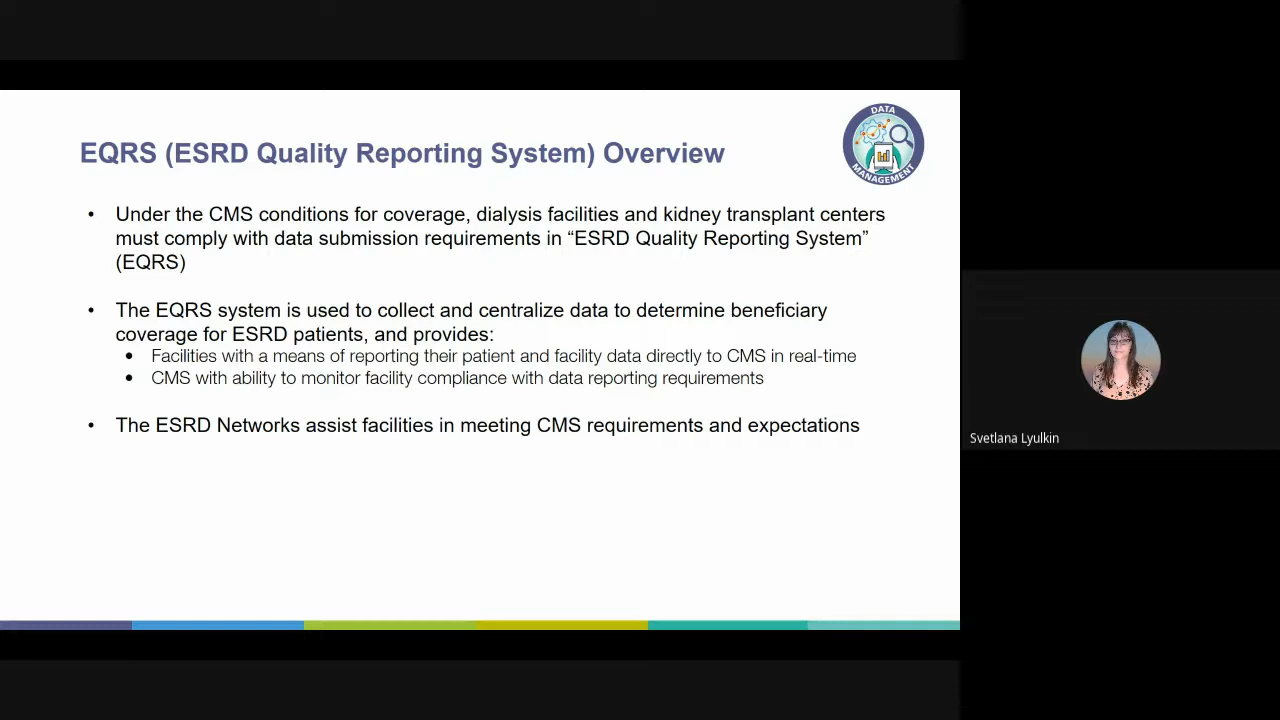 DATA
MANAGEMENT
EQRS (ESRD Quality Reporting System) Overview
• Under the CMS conditions for coverage, dialysis facilities and kidney transplant centers
must comply with data submission requirements in “ESRD Quality Reporting System”
(EQRS)
• The EQRS system is used to collect and centralize data to determine beneficiary
coverage for ESRD patients, and provides:
• Facilities with a means of reporting their patient and facility data directly to CMS in real-time
• CMS with ability to monitor facility compliance with data reporting requirements
• The ESRD Networks assist facilities in meeting CMS requirements and expectations
Svetlana Lyulkin